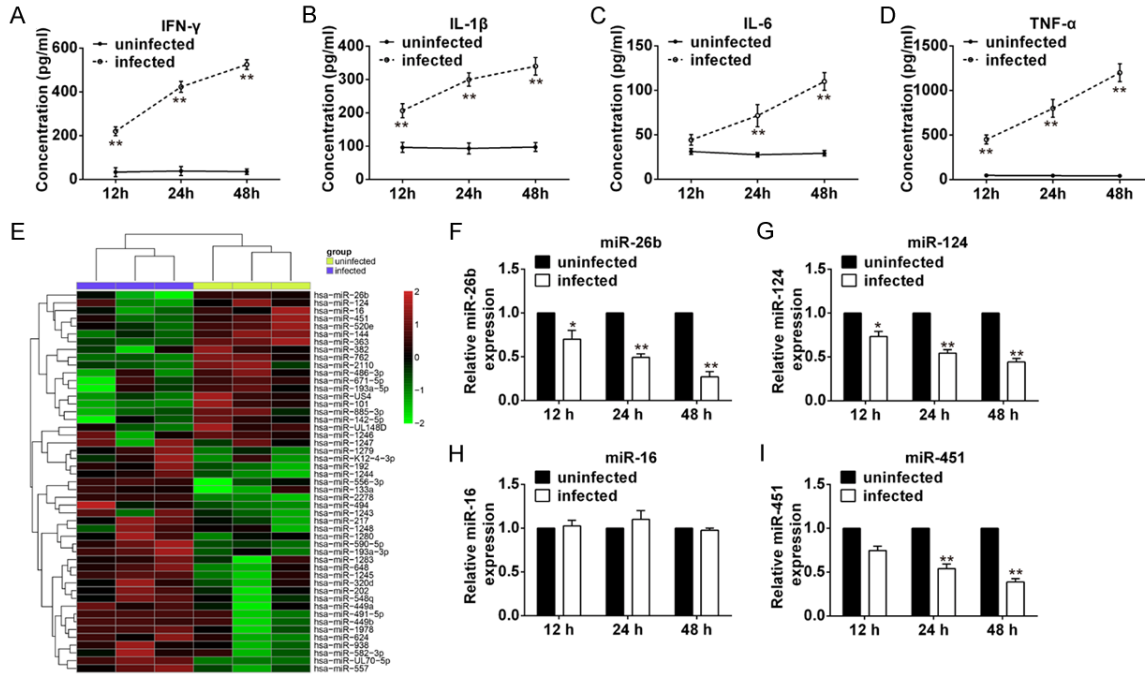 A
IFN-γ
uninfected
infected
Concentration (pg/ml)
600
400
200
0
**
**
**
12h
24h
48h
B
IL-1β
uninfected
infected
Concentration (pg/ml)
400
300
200
100
0
**
**
**
12h
24h
48h
C
IL-6
uninfected
infected
Concentration (pg/ml)
150
100
50
0
**
**
12h
24h
48h
D
TNF-α
uninfected
infected
Concentration (pg/ml)
1500
1000
500
0
**
**
**
12h
24h
48h
E
group
uninfected
infected
2
1
0
−1
−2
hsa−miR−26b
hsa−miR−124
hsa−miR−16
hsa−miR−451
hsa−miR−520e
hsa−miR−144
hsa−miR−363
hsa−miR−382
hsa−miR−762
hsa−miR−2110
hsa−miR−486−3p
hsa−miR−671−5p
hsa−miR−193a−5p
hsa−miR−US4
hsa−miR−101
hsa−miR−885−3p
hsa−miR−142−5p
hsa−miR−UL148D
hsa−miR−1246
hsa−miR−1247
hsa−miR−1279
hsa−miR−K12−4−3p
hsa−miR−192
hsa−miR−1244
hsa−miR−556−3p
hsa−miR−133a
hsa−miR−2278
hsa−miR−494
hsa−miR−1243
hsa−miR−217
hsa−miR−1248
hsa−miR−1280
hsa−miR−590−5p
hsa−miR−193a−3p
hsa−miR−1283
hsa−miR−648
hsa−miR−1245
hsa−miR−320d
hsa−miR−202
hsa−miR−548q
hsa−miR−449a
hsa−miR−491−5p
hsa−miR−449b
hsa−miR−1978
hsa−miR−624
hsa−miR−938
hsa−miR−582−3p
hsa−miR−UL70−5p
hsa−miR−557
F
miR-26b
uninfected
infected
Relative miR-26b
expression
1.5
1.0
0.5
0.0
*
**
**
12 h
24 h
48 h
G
miR-124
uninfected
infected
Relative miR-124
expression
1.5
1.0
0.5
0.0
*
**
**
12 h
24 h
48 h
H
miR-16
uninfected
infected
Relative miR-16
expression
1.5
1.0
0.5
0.0
12 h
24 h
48 h
I
miR-451
uninfected
infected
Relative miR-451
expression
1.5
1.0
0.5
0.0
**
**
12 h
24 h
48 h